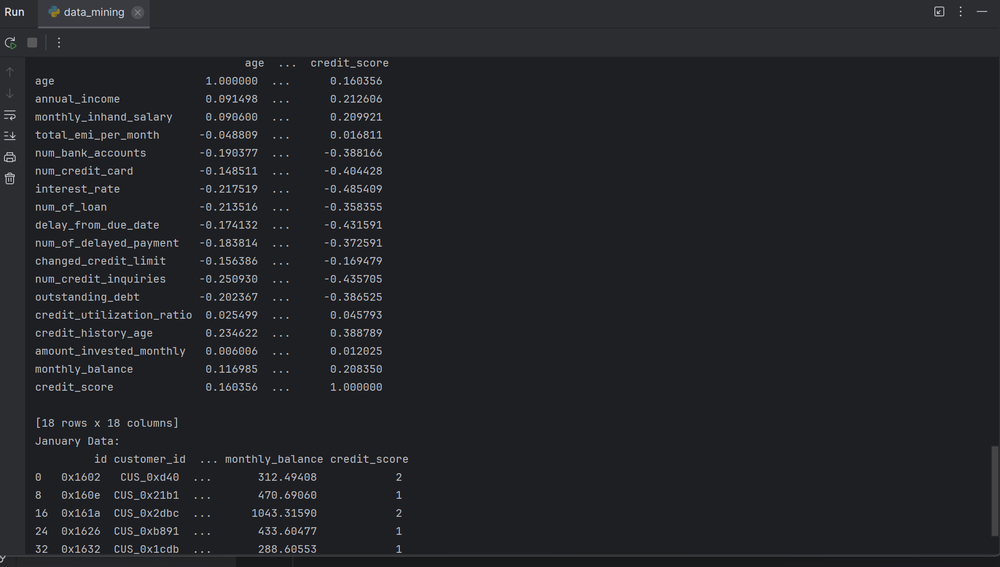 Run data_mining
age ... credit_score
age 1.000000 ... 0.160356
annual_income 0.091498 ... 0.212606
monthly_inhand_salary 0.090600 ... 0.209921
total_emi_per_month -0.048809 ... 0.016811
num_bank_accounts -0.190377 ... -0.388166
num_credit_card -0.148511 ... -0.404428
interest_rate -0.217519 ... -0.485409
num_of_loan -0.213516 ... -0.358355
delay_from_due_date -0.174132 ... -0.431591
num_of_delayed_payment -0.183814 ... -0.372591
changed_credit_limit -0.156386 ... -0.169479
num_credit_inquiries -0.250930 ... -0.435705
outstanding_debt -0.202367 ... -0.386525
credit_utilization_ratio 0.025499 ... 0.045793
credit_history_age 0.234622 ... 0.388789
amount_invested_monthly 0.006006 ... 0.012025
monthly_balance 0.116985 ... 0.208350
credit_score 0.160356 ... 1.000000
[18 rows x 18 columns]
January Data:
id customer_id ... monthly_balance credit_score
0 0x1602 CUS_0xd40 ... 312.49408 2
8 0x160e CUS_0x21b1 ... 470.69060 1
16 0x161a CUS_0x2dbc ... 1043.31590 2
24 0x1626 CUS_0xb891 ... 433.60477 1
32 0x1632 CUS_0x1cdb ... 288.60553 1